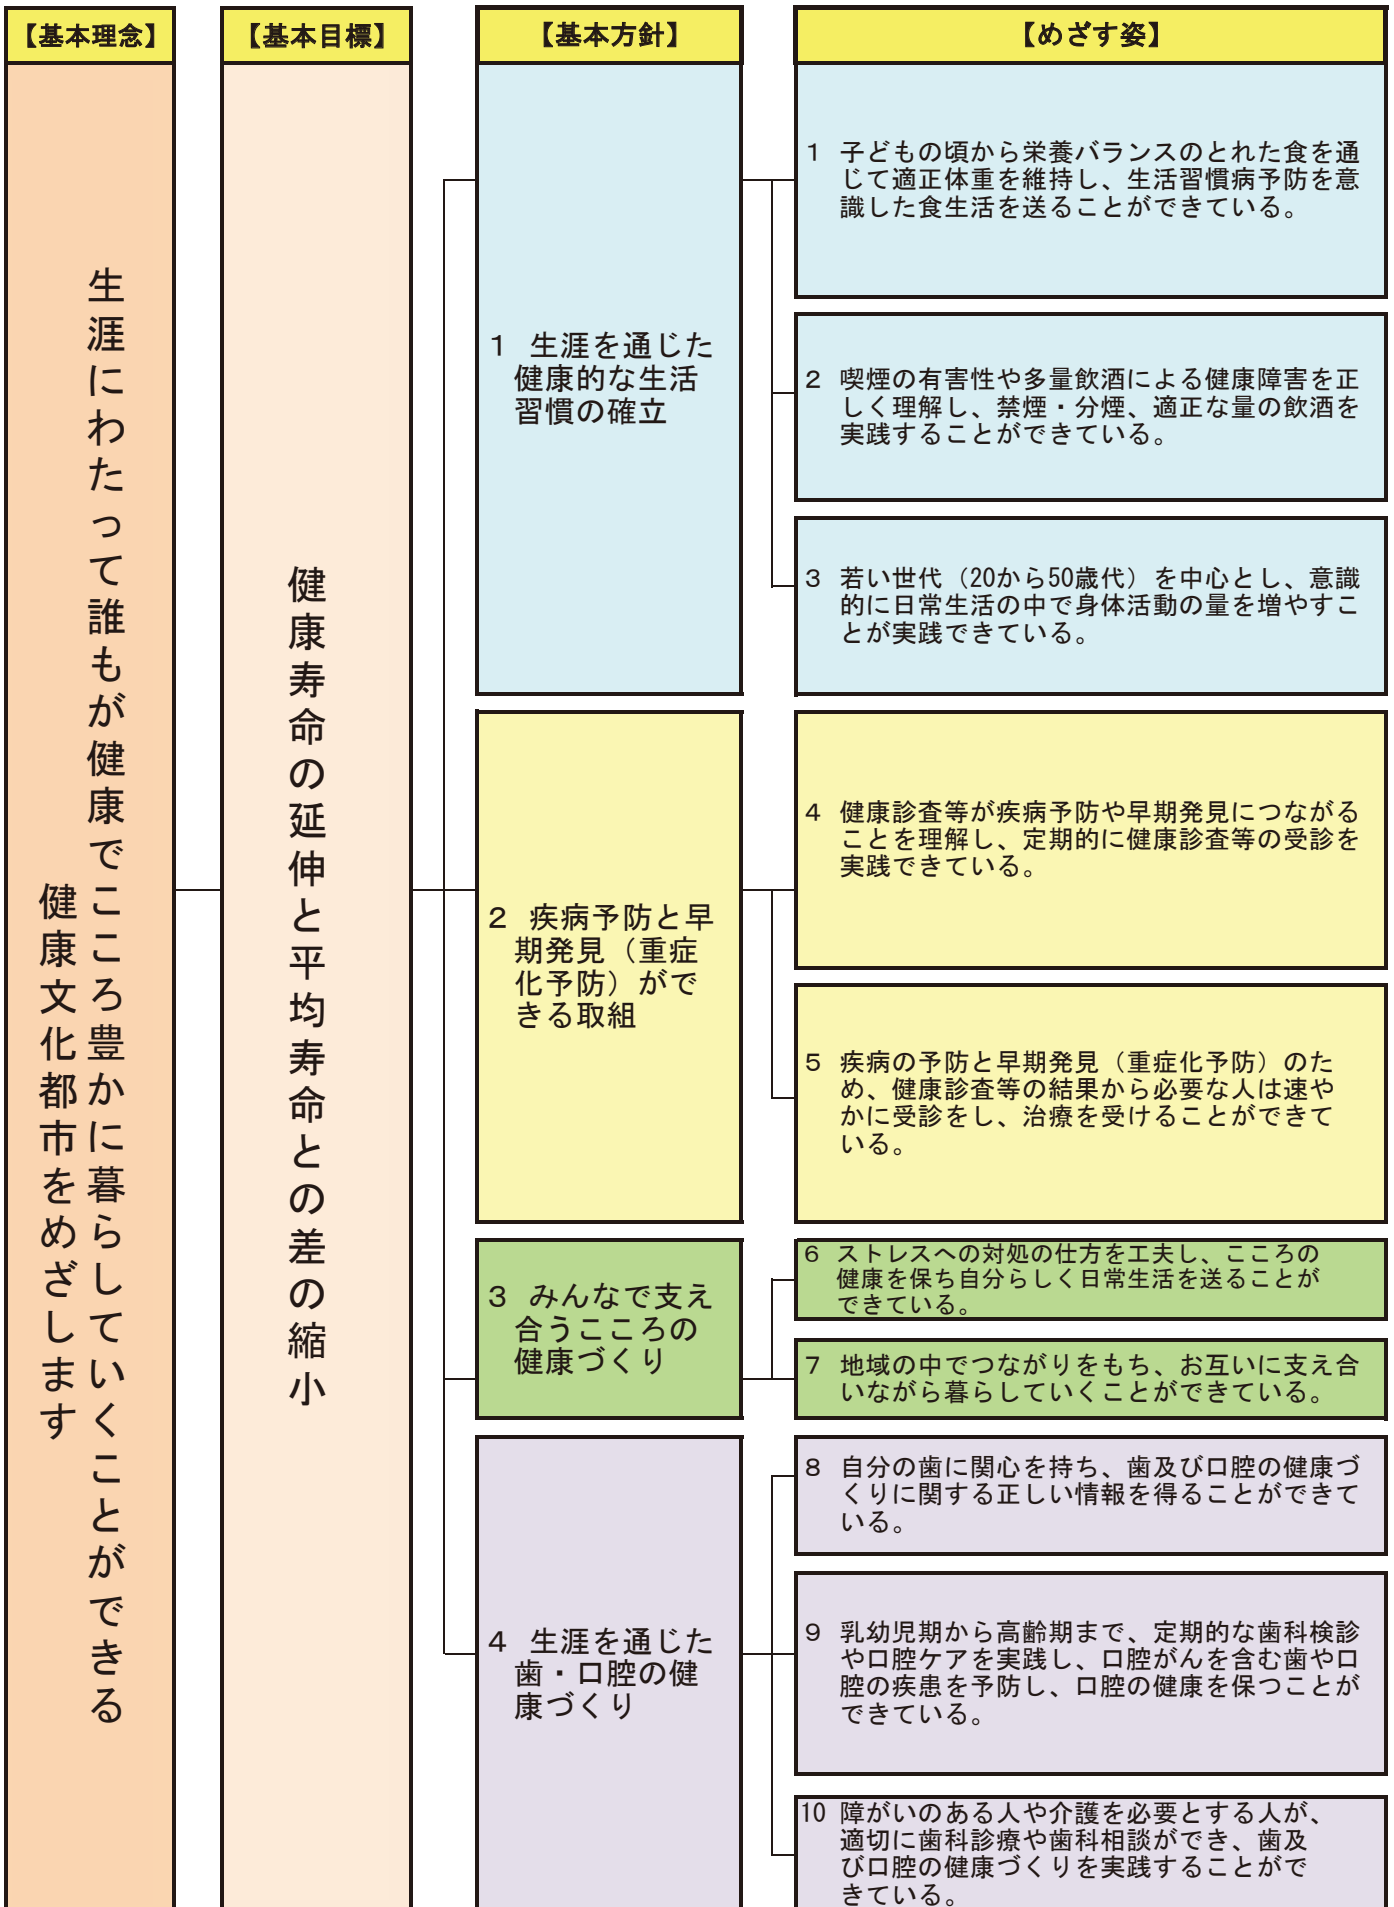 【基本理念】
生涯にわたって誰もが健康でこころ豊かに暮らしていくことができる
健康文化都市をめざします
【基本目標】
健康寿命の延伸と平均寿命との差の縮小
【基本方針】
1 生涯を通じた
健康的な生活
習慣の確立
2 疾病予防と早
期発見（重症
化予防）がで
きる取組
3 みんなで支え
合うこころの
健康づくり
4 生涯を通じた
歯・口腔の健
康づくり
【めざす姿】
1 子どもの頃から栄養バランスのとれた食を通
じて適正体重を維持し、生活習慣病予防を意
識した食生活を送ることができている。
2 喫煙の有害性や多量飲酒による健康障害を正
しく理解し、禁煙・分煙、適正な量の飲酒を
実践することができている。
3 若い世代（20から50歳代）を中心とし、意識
的に日常生活の中で身体活動の量を増やすこ
とが実践できている。
4 健康診査等が疾病予防や早期発見につながる
ことを理解し、定期的に健康診査等の受診を
実践できている。
5 疾病の予防と早期発見（重症化予防）のた
め、健康診査等の結果から必要な人は速や
かに受診をし、治療を受けることができて
いる。
6 ストレスへの対処の仕方を工夫し、こころの
健康を保ち自分らしく日常生活を送ることが
できている。
7 地域の中でつながりをもち、お互いに支え合
いながら暮らしていくことができている。
8 自分の歯に関心を持ち、歯及び口腔の健康づ
くりに関する正しい情報を得ることができて
いる。
9 乳幼児期から高齢期まで、定期的な歯科検診
や口腔ケアを実践し、口腔がんを含む歯や口
腔の疾患を予防し、口腔の健康を保つことが
できている。
10 障がいのある人や介護を必要とする人が、
適切に歯科診療や歯科相談ができ、歯及
び口腔の健康づくりを実践することがで
きている。